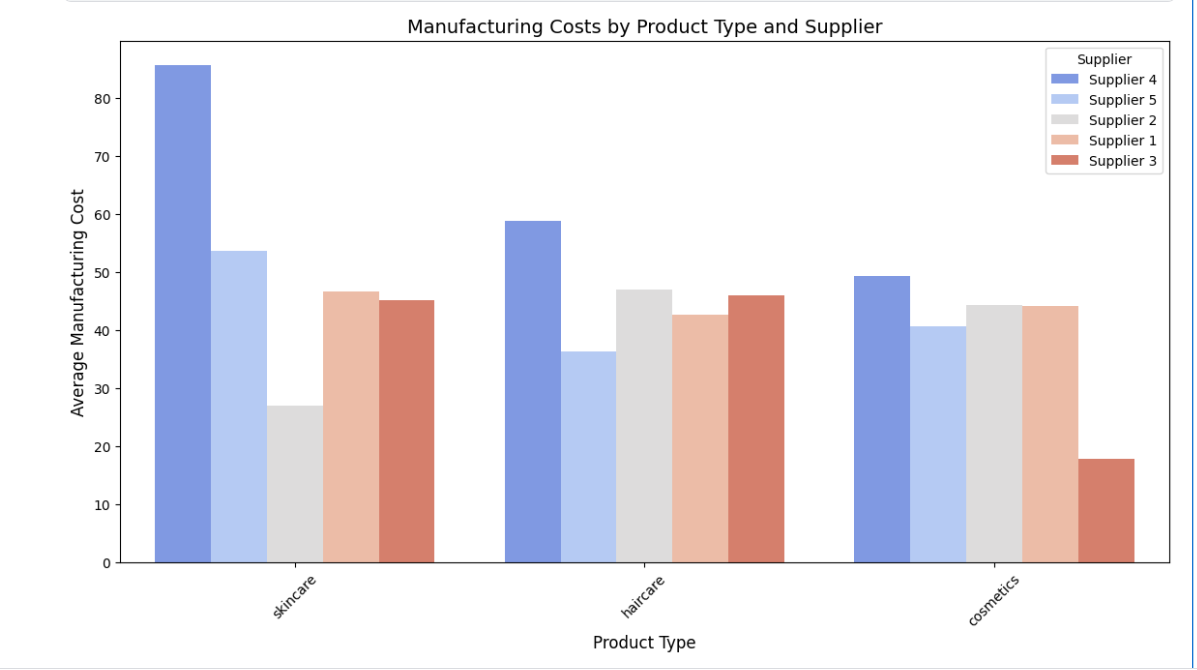 Manufacturing Costs by Product Type and Supplier
Supplier
Supplier 4
Supplier 5
Supplier 2
Supplier 1
Supplier 3
Average Manufacturing Cost
80
70
60
50
40
30
20
10
0
skincare
haircare
cosmetics
Product Type